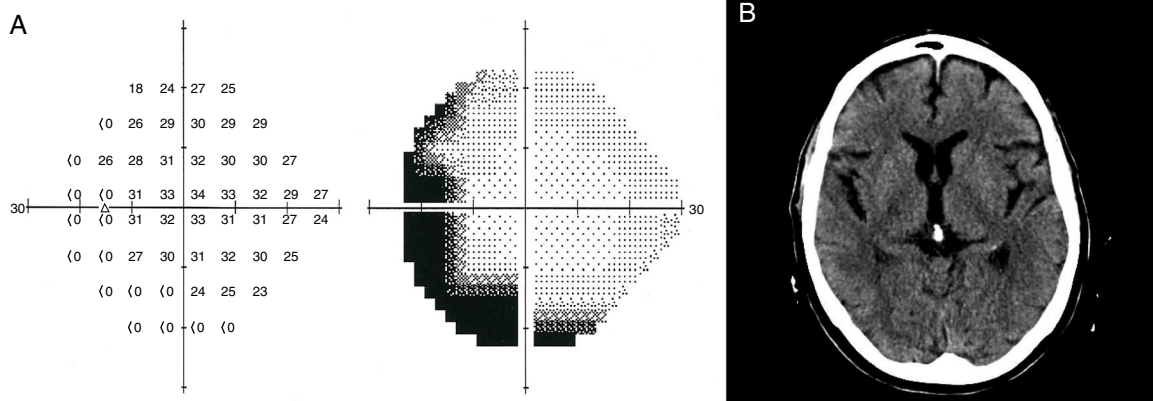 A
B
18 24 27 25
⟨0 26 29 30 29 29
⟨0 26 28 31 32 30 30 27
⟨0 ⟨0 31 33 34 33 32 29 27
30
30
⟨0 ⟨0 31 32 33 31 31 27 24
⟨0 ⟨0 27 30 31 32 30 25
⟨0 ⟨0 ⟨0 24 25 23
⟨0 ⟨0 ⟨0 ⟨0